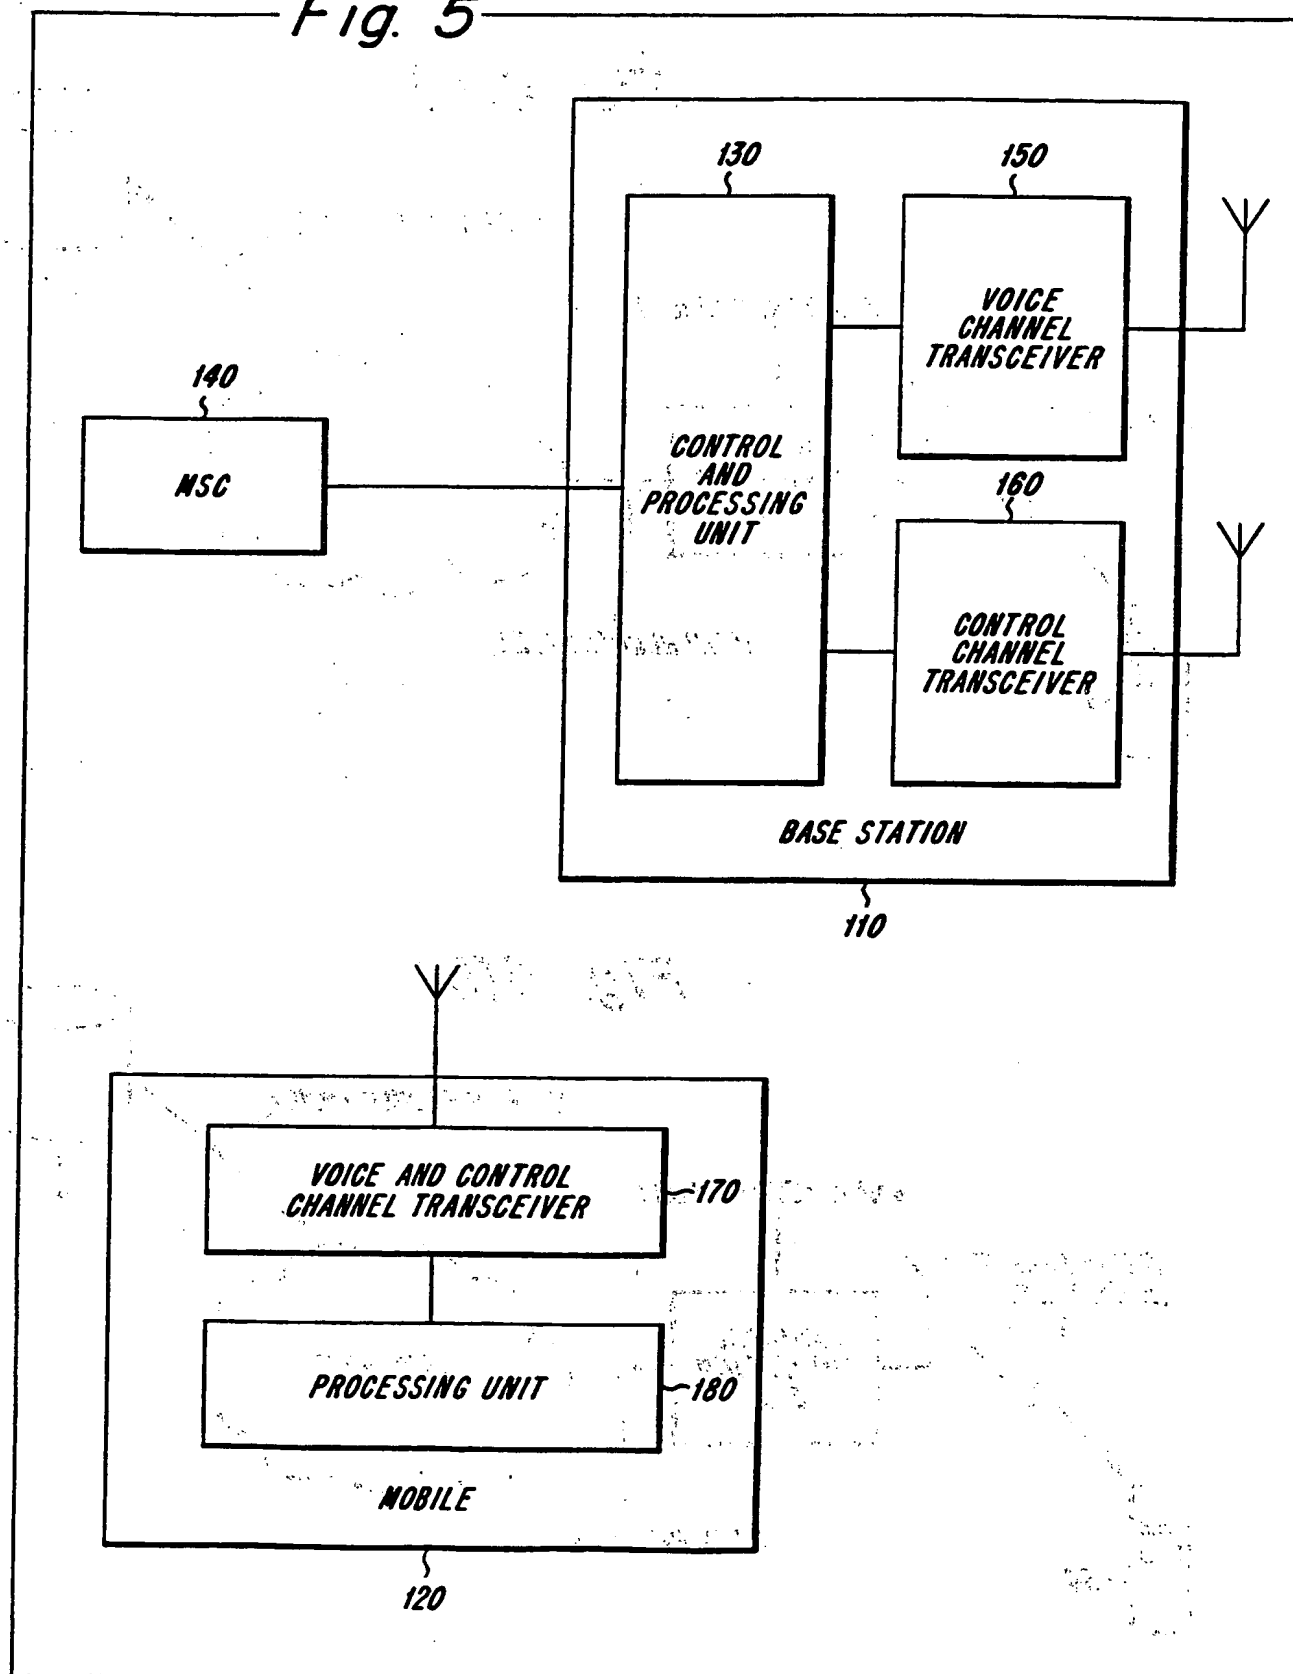 Fig. 5
130
150
VOICE
CHANNEL
TRANSCEIVER
140
MSC
CONTROL
AND
PROCESSING
UNIT
160
CONTROL
CHANNEL
TRANSCEIVER
BASE STATION
110
VOICE AND CONTROL
CHANNEL TRANSCEIVER
170
PROCESSING UNIT
180
MOBILE
120